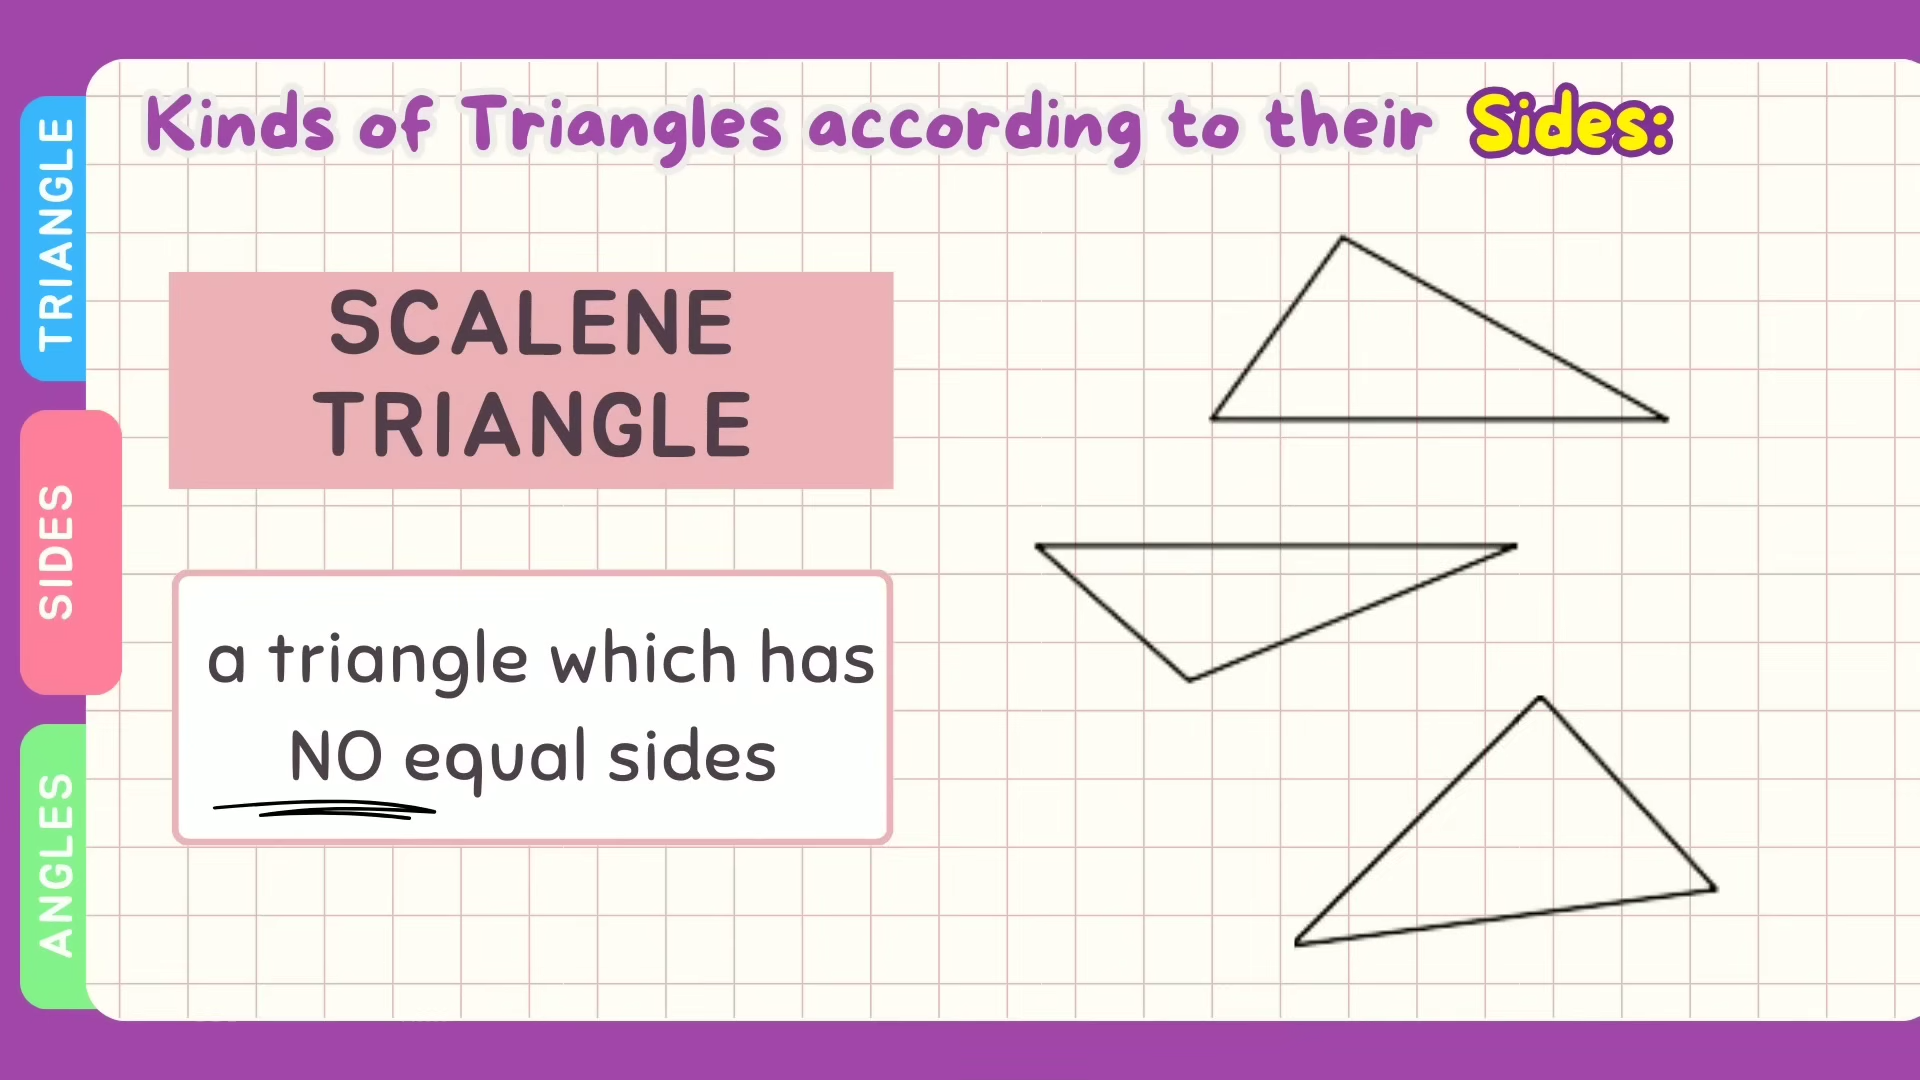 Kinds of Triangles according to their Sides:
TRIANGLE
SIDES
ANGLES
SCALENE
TRIANGLE
a triangle which has
NO equal sides